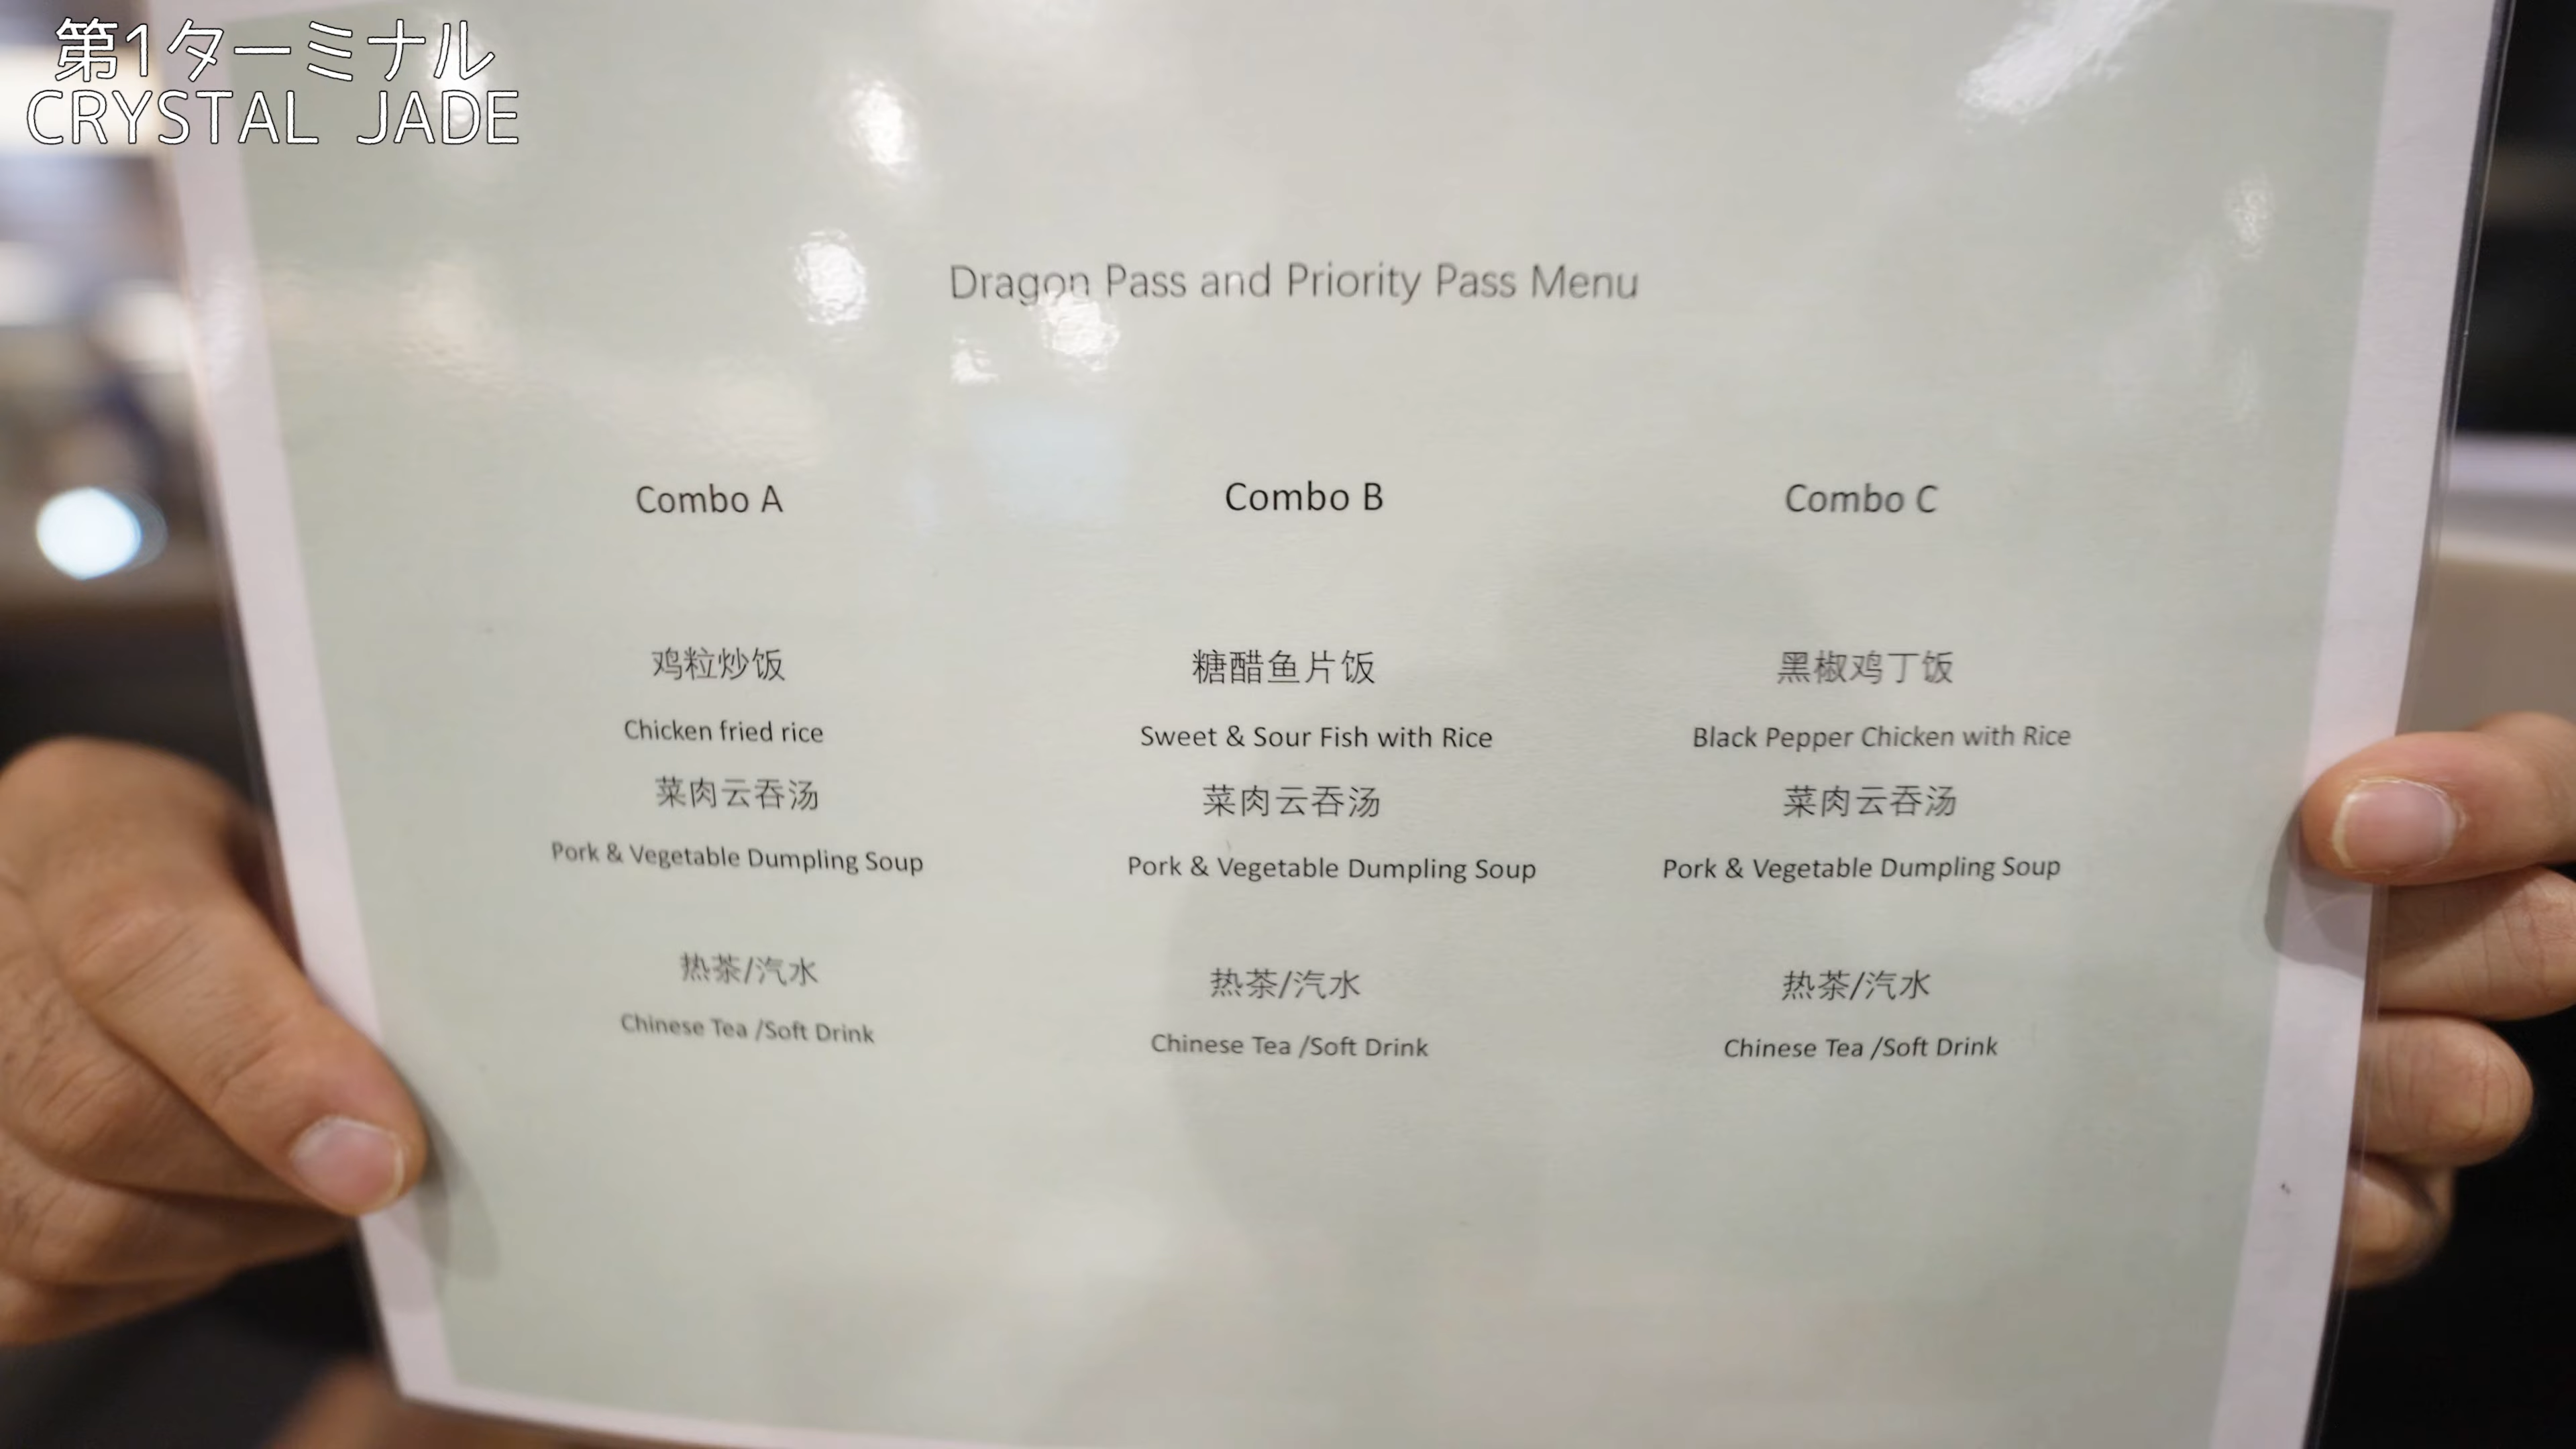 第1ターミナル
CRYSTAL JADE
Dragon Pass and Priority Pass Menu
Combo A
鸡粒炒饭
Chicken fried rice
菜肉云吞汤
Pork & Vegetable Dumpling Soup
热茶/汽水
Chinese Tea /Soft Drink
Combo B
糖醋鱼片饭
Sweet & Sour Fish with Rice
菜肉云吞汤
Pork & Vegetable Dumpling Soup
热茶/汽水
Chinese Tea /Soft Drink
Combo C
黑椒鸡丁饭
Black Pepper Chicken with Rice
菜肉云吞汤
Pork & Vegetable Dumpling Soup
热茶/汽水
Chinese Tea /Soft Drink